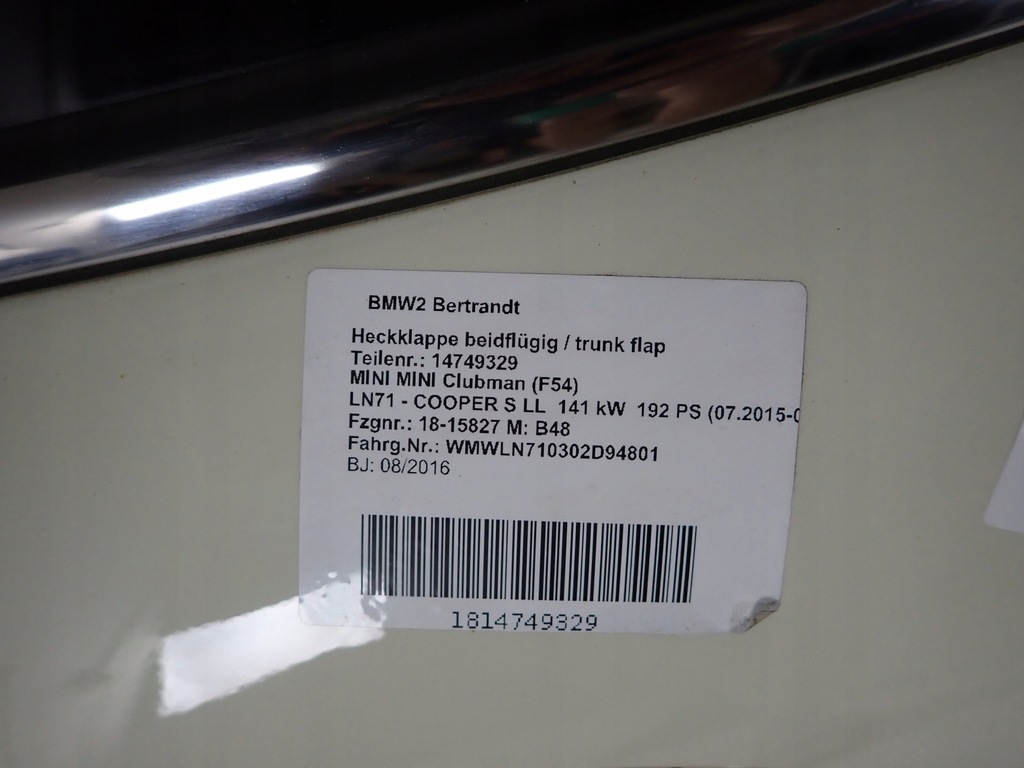 BMW2 Bertrandt
Heckklappe beidflügig / trunk flap
Teilenr.: 14749329
MINI MINI Clubman (F54)
LN71 - COOPER S LL 141 kW 192 PS (07.2015-0
Fzgnr.: 18-15827 M: B48
Fahrg.Nr.: WMWLN710302D94801
BJ: 08/2016
1814749329